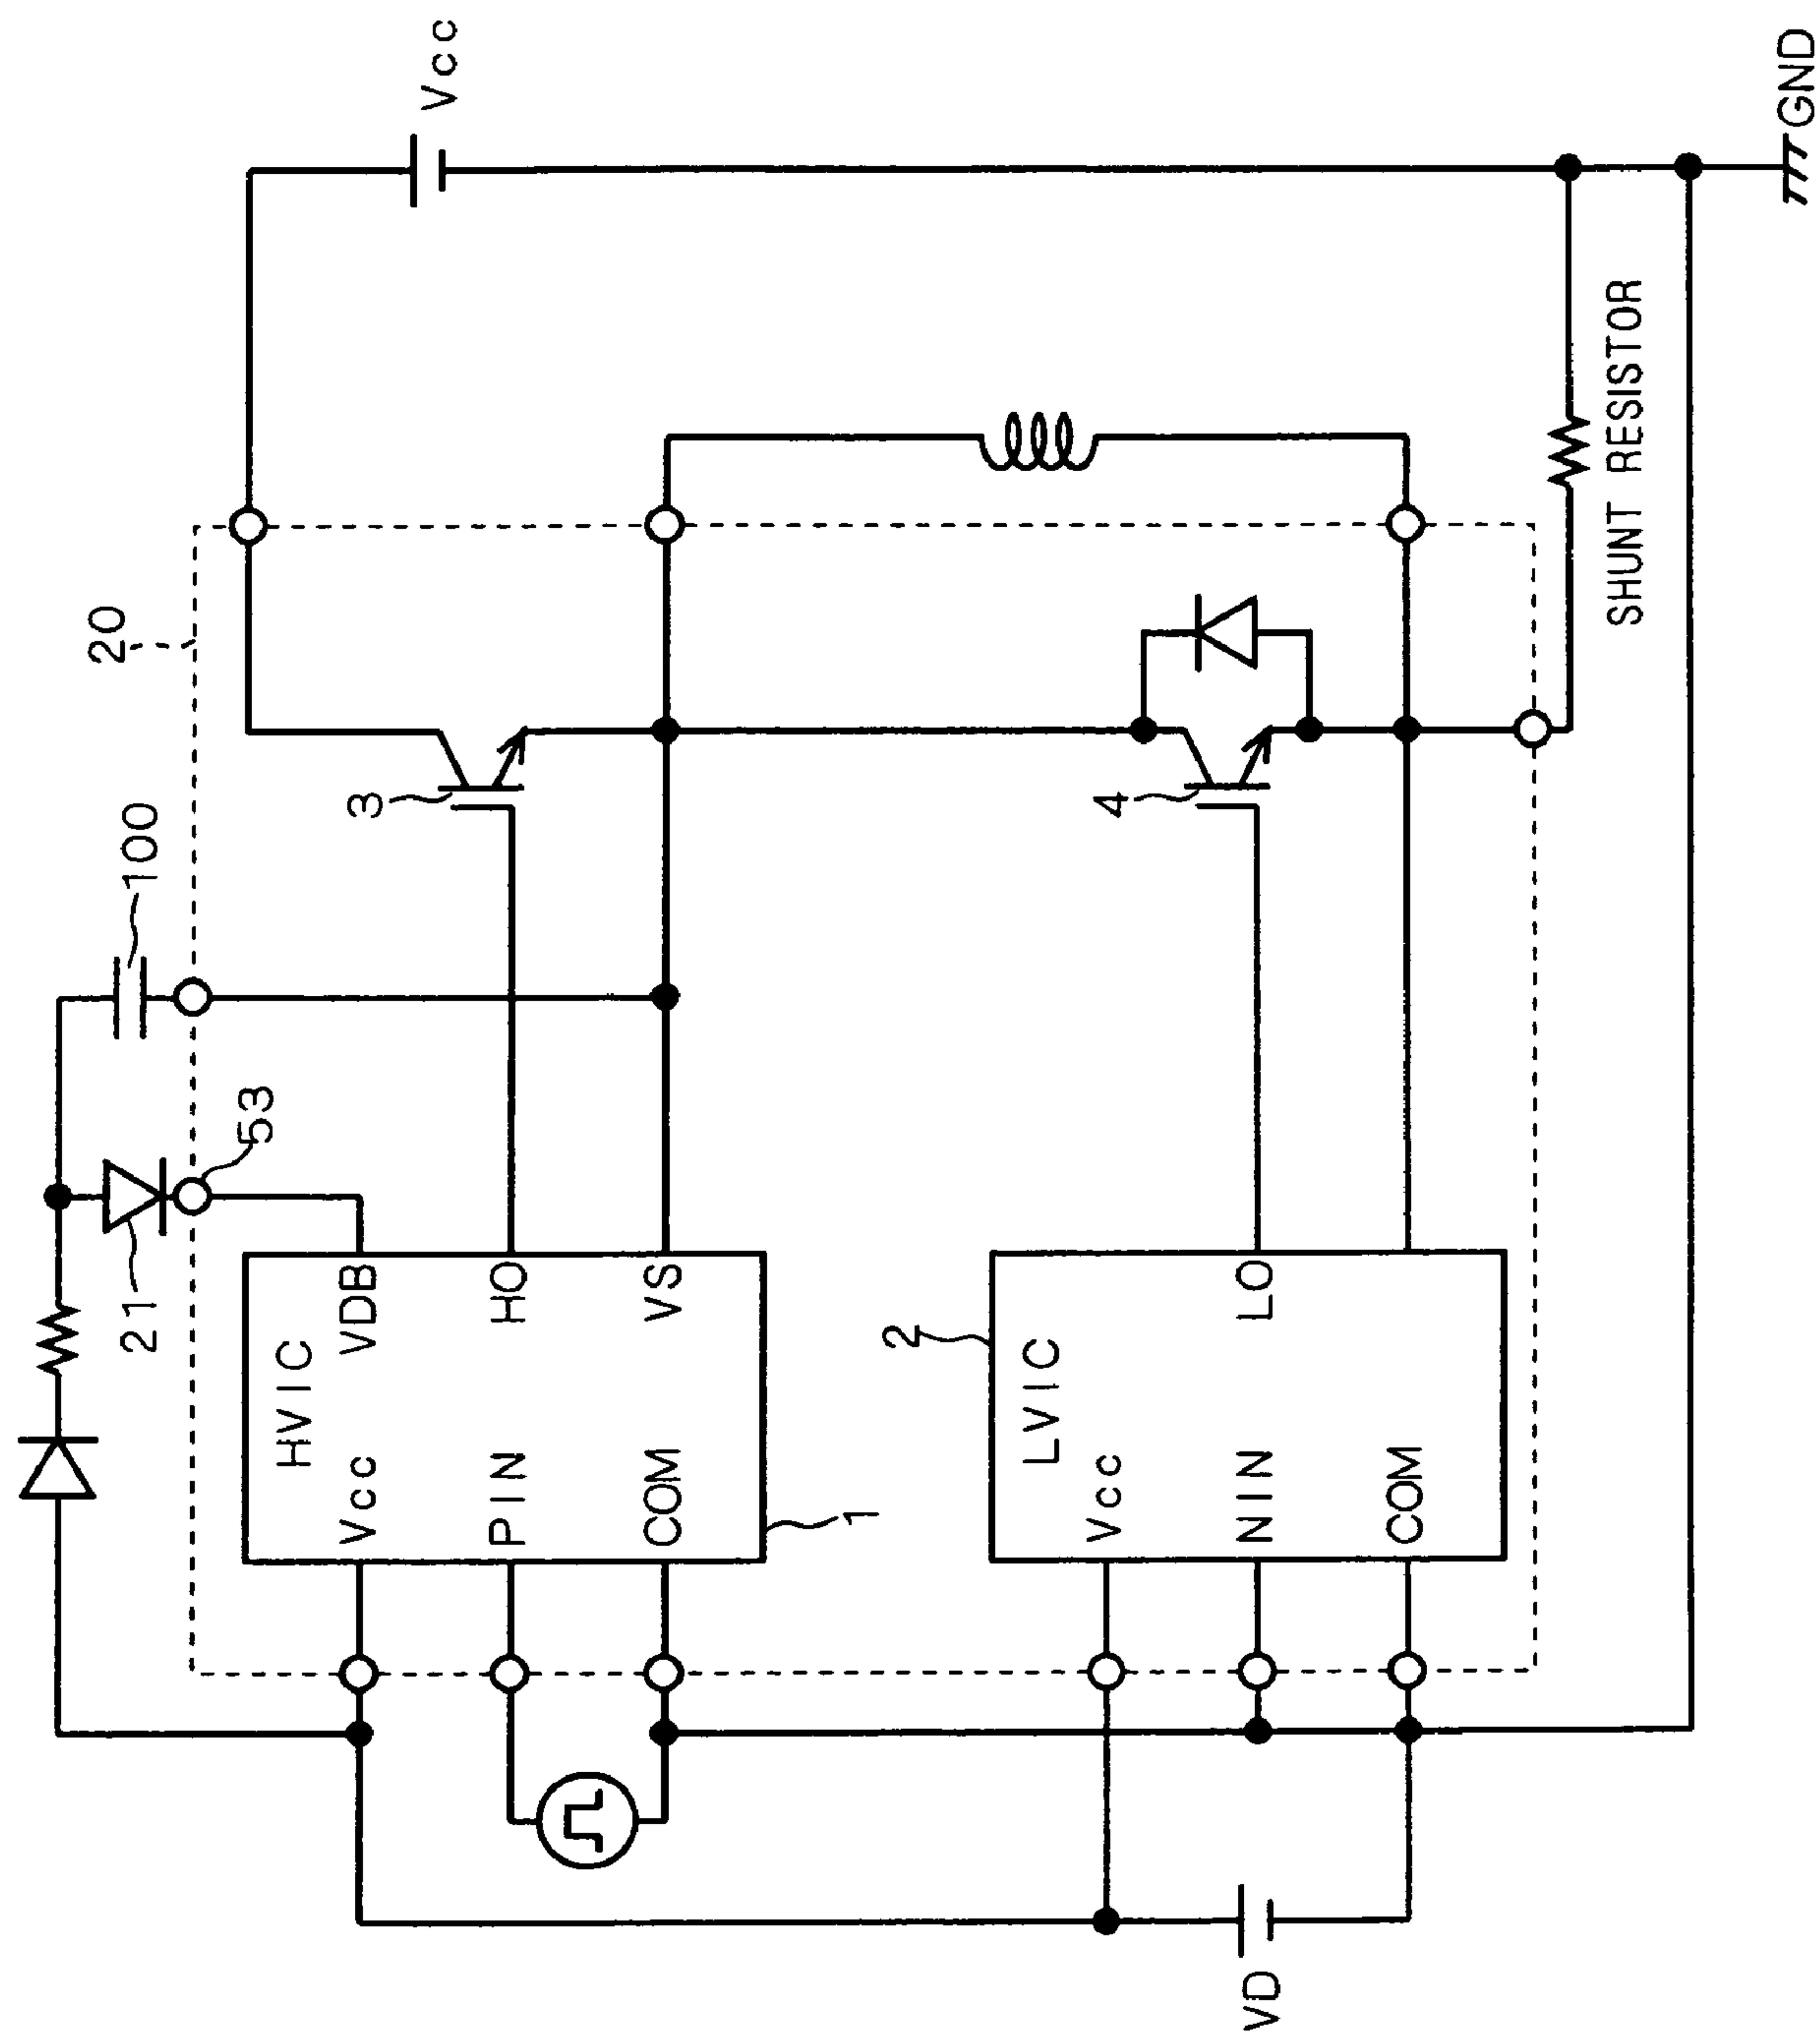 20
100
53
21
3
4
HVIC
Vcc
VDB
PIN
HO
COM
VS
1
2
LVIC
Vcc
NIN
LO
COM
VD
Vcc
SHUNT RESISTOR
GND